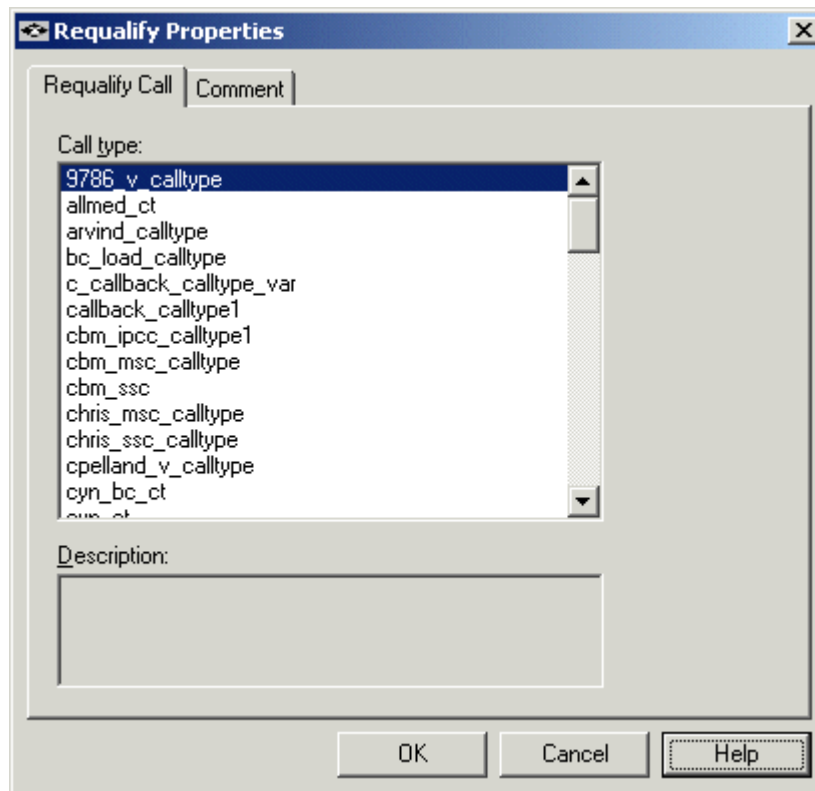 Requalify Properties
Requalify Call
Comment
Call type:
9786_v_calltype
allmed_ct
arvind_calltype
bc_load_calltype
c_callback_calltype_var
callback_calltype1
cbm_ipcc_calltype1
cbm_msc_calltype
cbm_ssc
chris_msc_calltype
chris_ssc_calltype
cpelland_v_calltype
cyn_bc_ct
Description:
OK
Cancel
Help